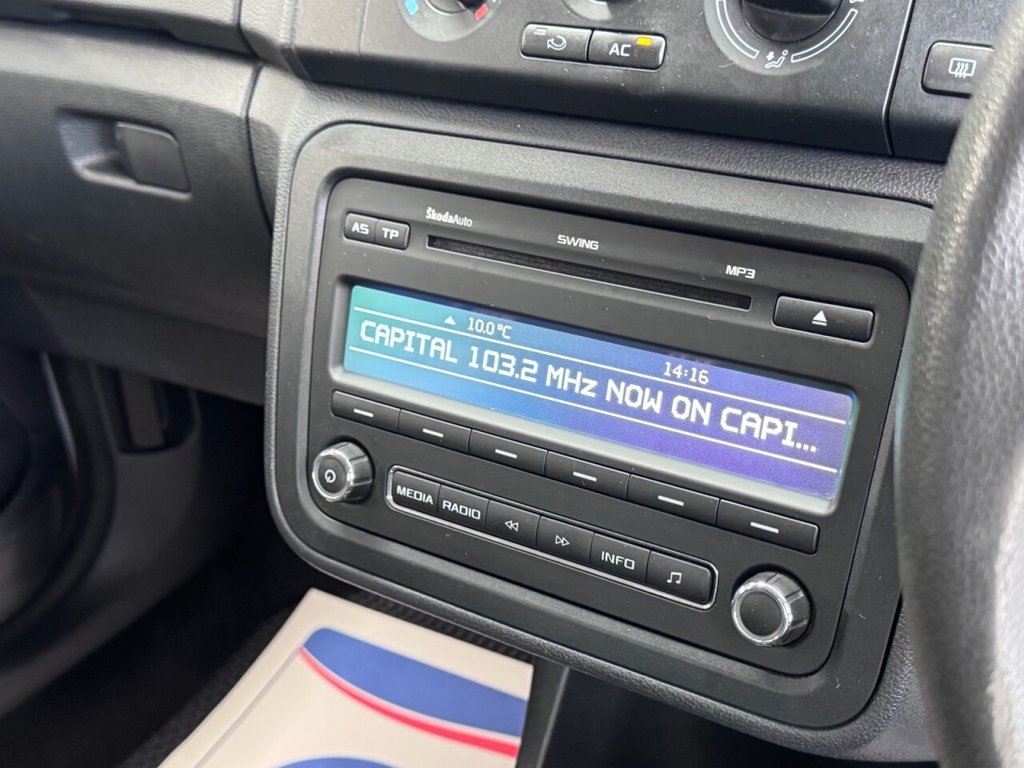 AC
ŠkodaAuto
AS TP
SWING
MP3
10.0 °C
14:16
CAPITAL 103.2 MHz NOW ON CAPI...
MEDIA RADIO INFO